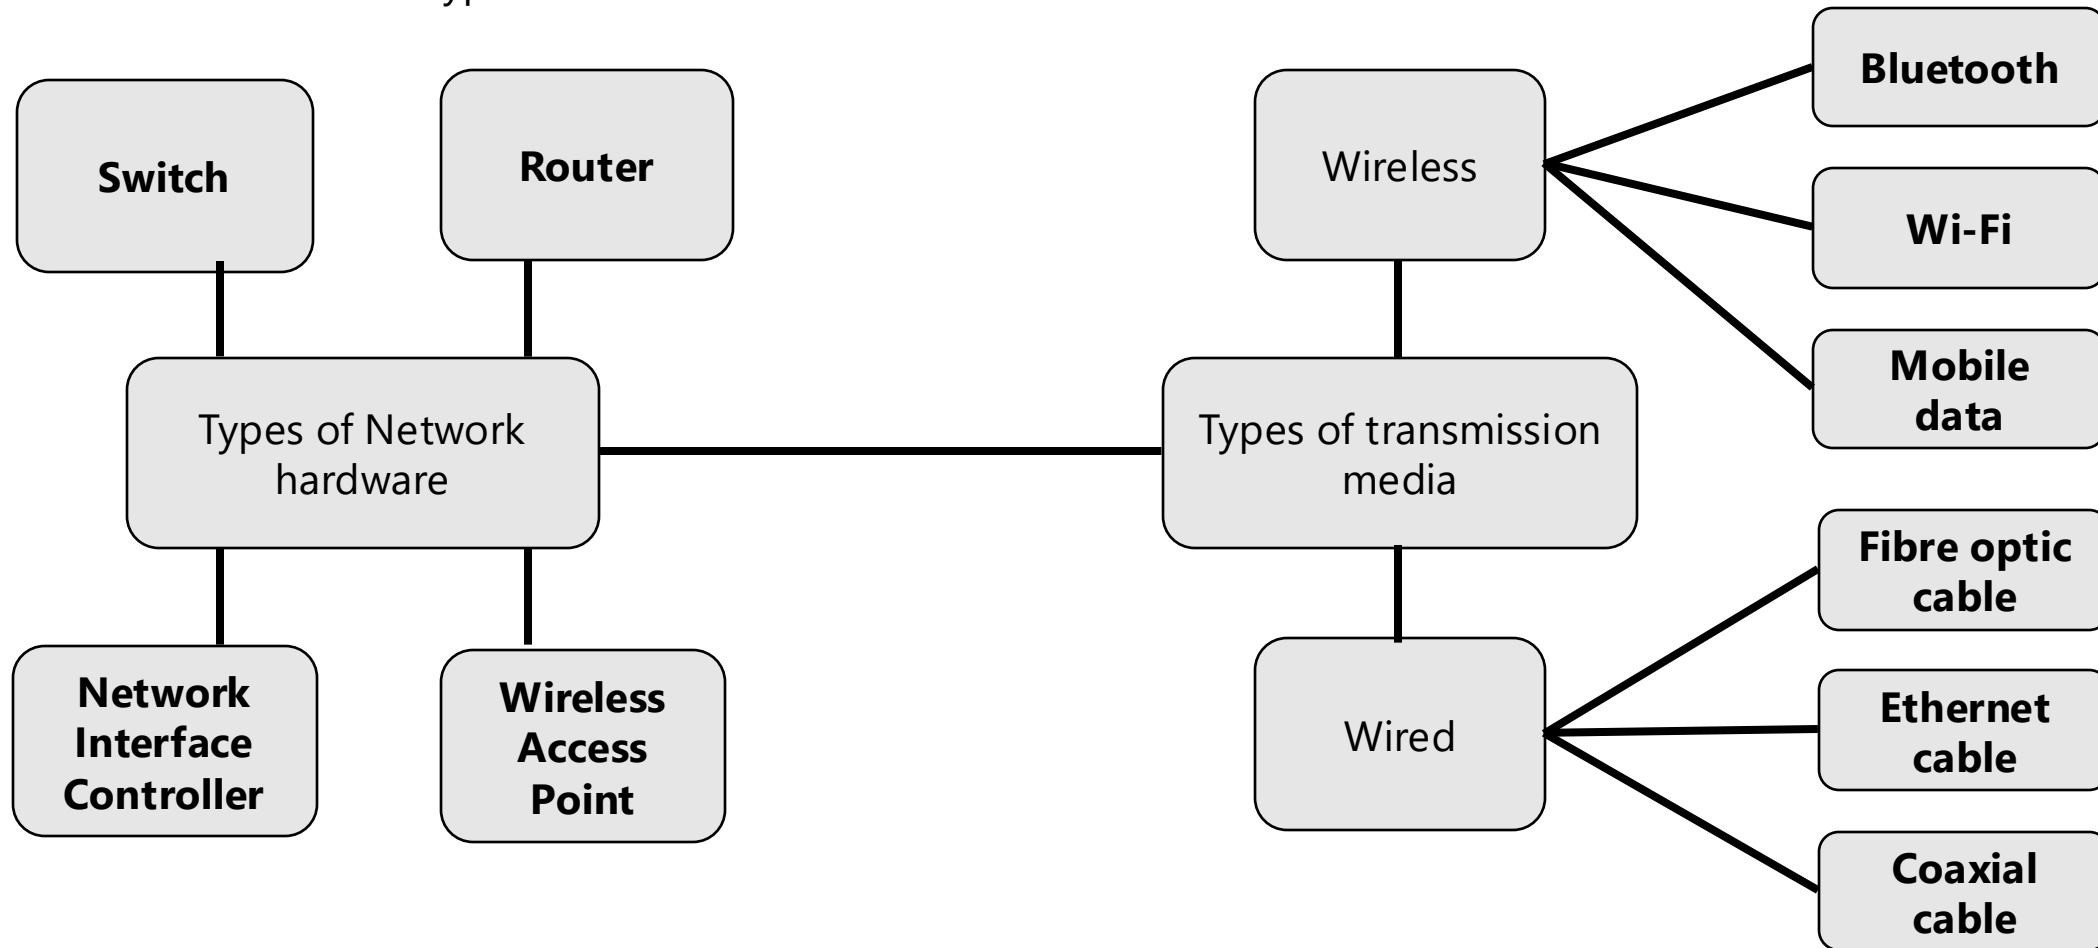 Switch
Router
Types of Network
hardware
Network
Interface
Controller
Wireless
Access
Point
Wireless
Types of transmission
media
Wired
Bluetooth
Wi-Fi
Mobile
data
Fibre optic
cable
Ethernet
cable
Coaxial
cable